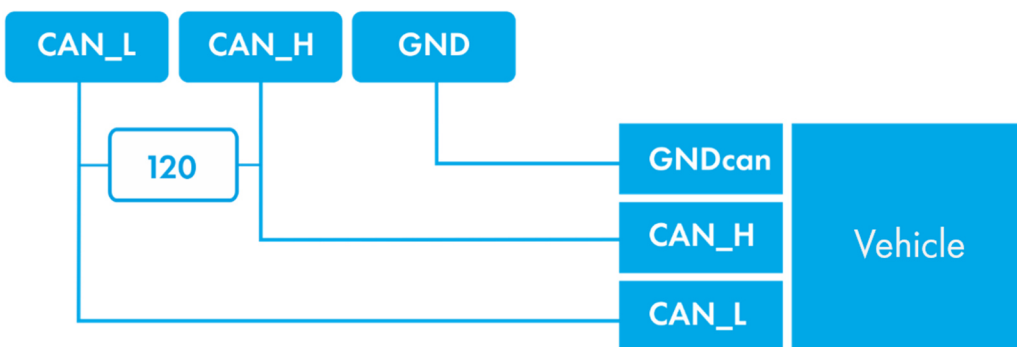 CAN_L CAN_H GND
120
GNDcan
CAN_H
Vehicle
CAN_L